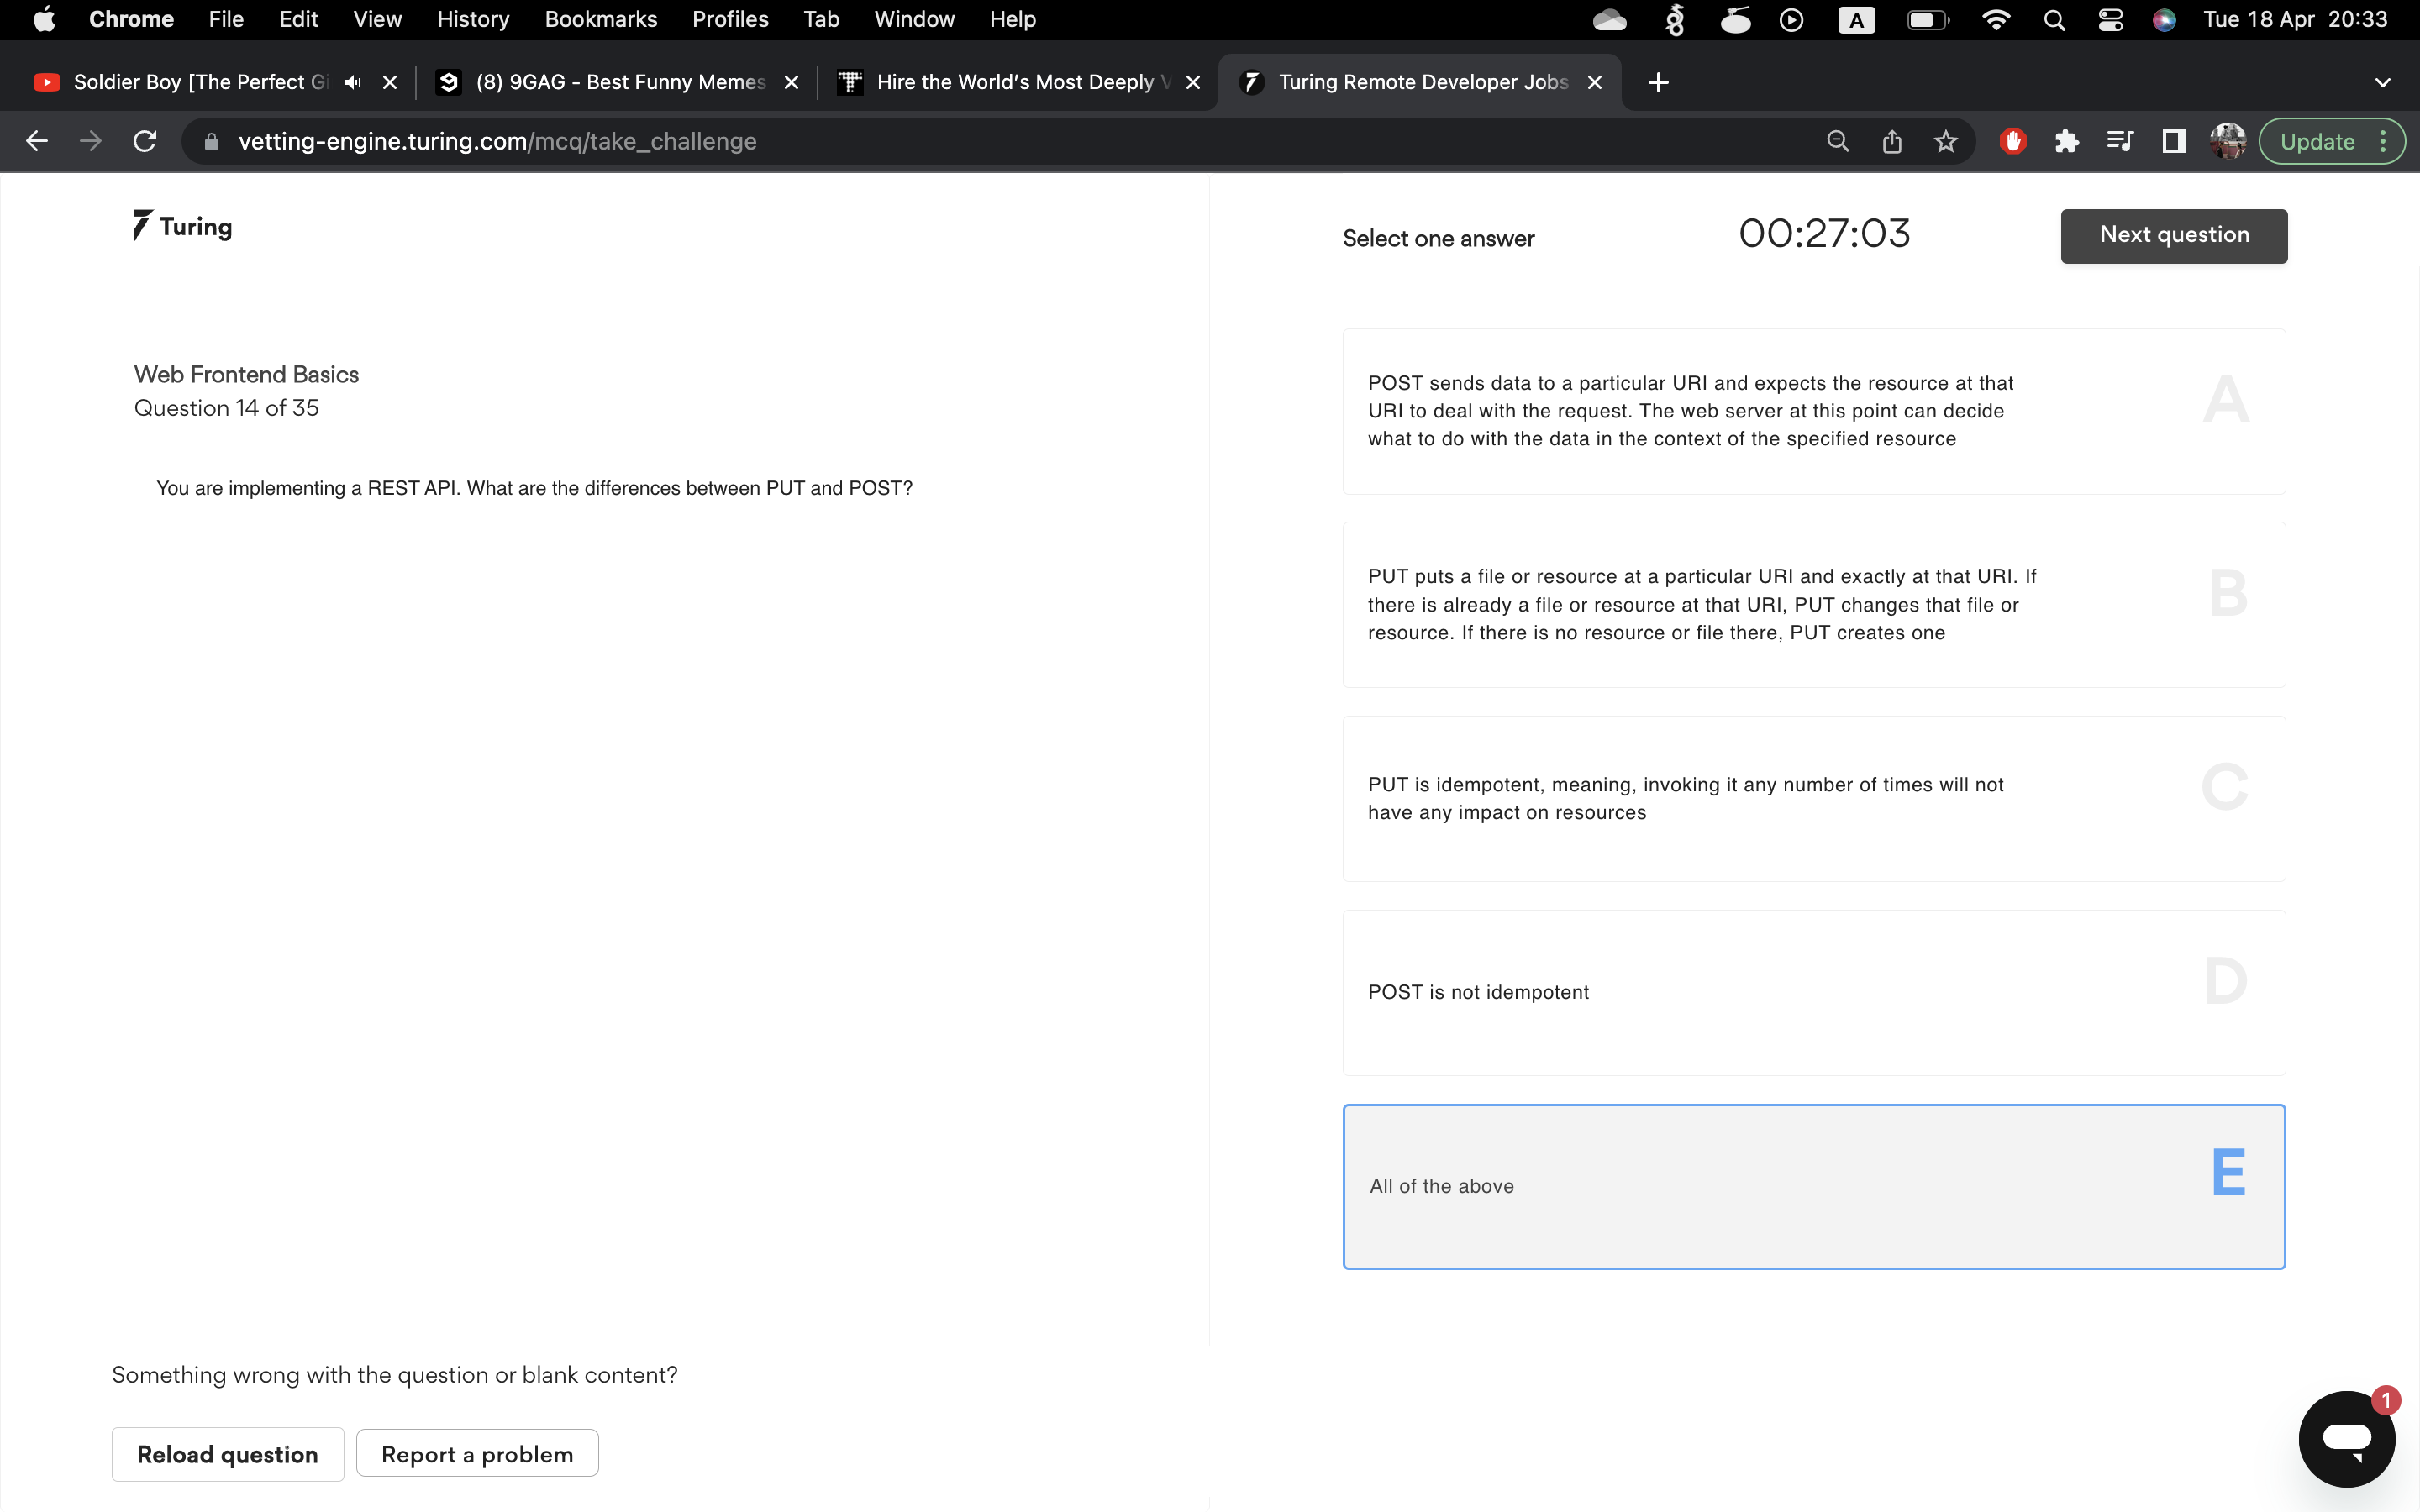 Chrome File Edit View History Bookmarks Profiles Tab Window Help A Tue 18 Apr 20:33
Soldier Boy [The Perfect Gi (8) 9GAG - Best Funny Memes Hire the World's Most Deeply V Turing Remote Developer Jobs
vetting-engine.turing.com/mcq/take_challenge Update
Turing
Select one answer 00:27:03 Next question
Web Frontend Basics
Question 14 of 35
You are implementing a REST API. What are the differences between PUT and POST?
POST sends data to a particular URI and expects the resource at that
URI to deal with the request. The web server at this point can decide
what to do with the data in the context of the specified resource
A
PUT puts a file or resource at a particular URI and exactly at that URI. If
there is already a file or resource at that URI, PUT changes that file or
resource. If there is no resource or file there, PUT creates one
B
PUT is idempotent, meaning, invoking it any number of times will not
have any impact on resources
C
POST is not idempotent
D
All of the above
E
Something wrong with the question or blank content?
Reload question Report a problem
1